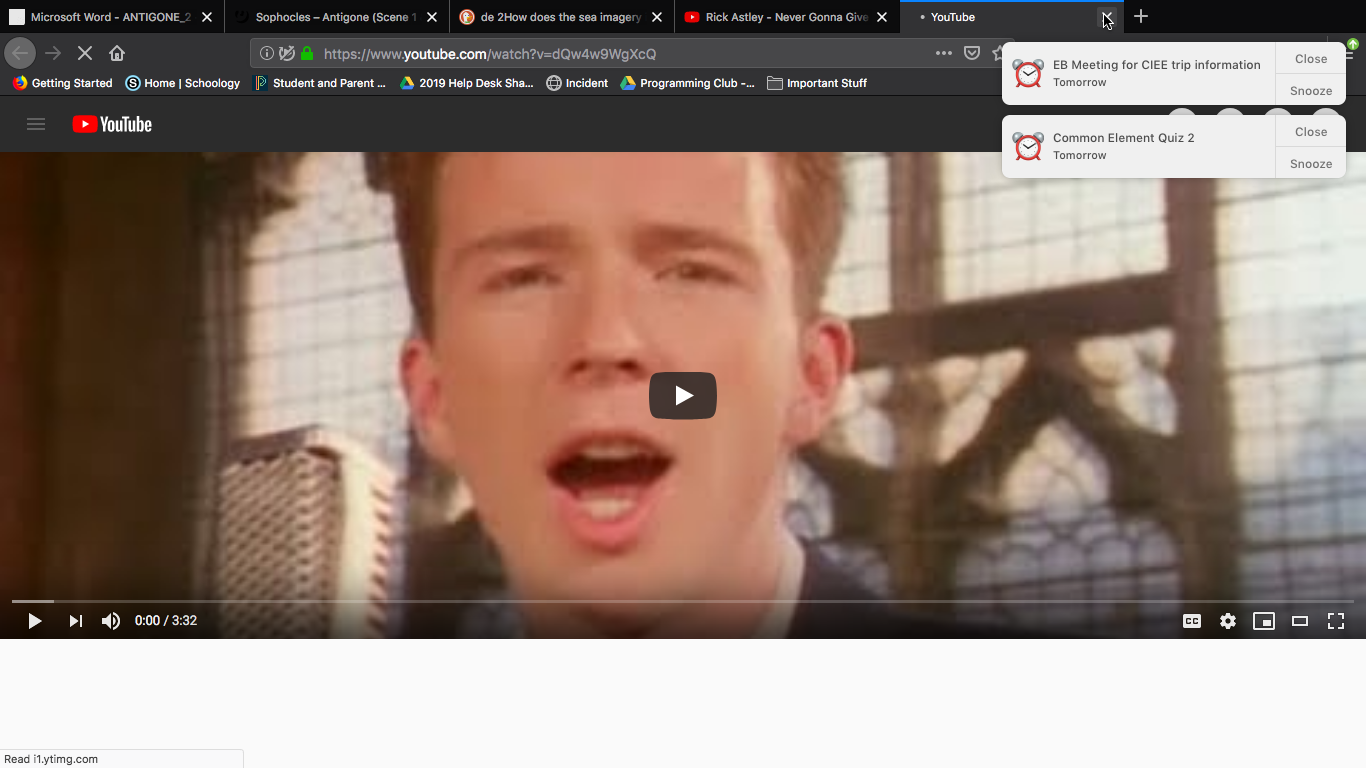 Microsoft Word - ANTIGONE_2
Sophocles – Antigone (Scene 1
de 2How does the sea imagery
Rick Astley - Never Gonna Give
YouTube
https://www.youtube.com/watch?v=dQw4w9WgXcQ
Getting Started
Home | Schoology
Student and Parent ...
2019 Help Desk Sha...
Incident
Programming Club -...
Important Stuff
EB Meeting for CIEE trip information
Tomorrow
Close
Snooze
Common Element Quiz 2
Tomorrow
Close
Snooze
YouTube
0:00 / 3:32
CC
Read i1.ytimg.com